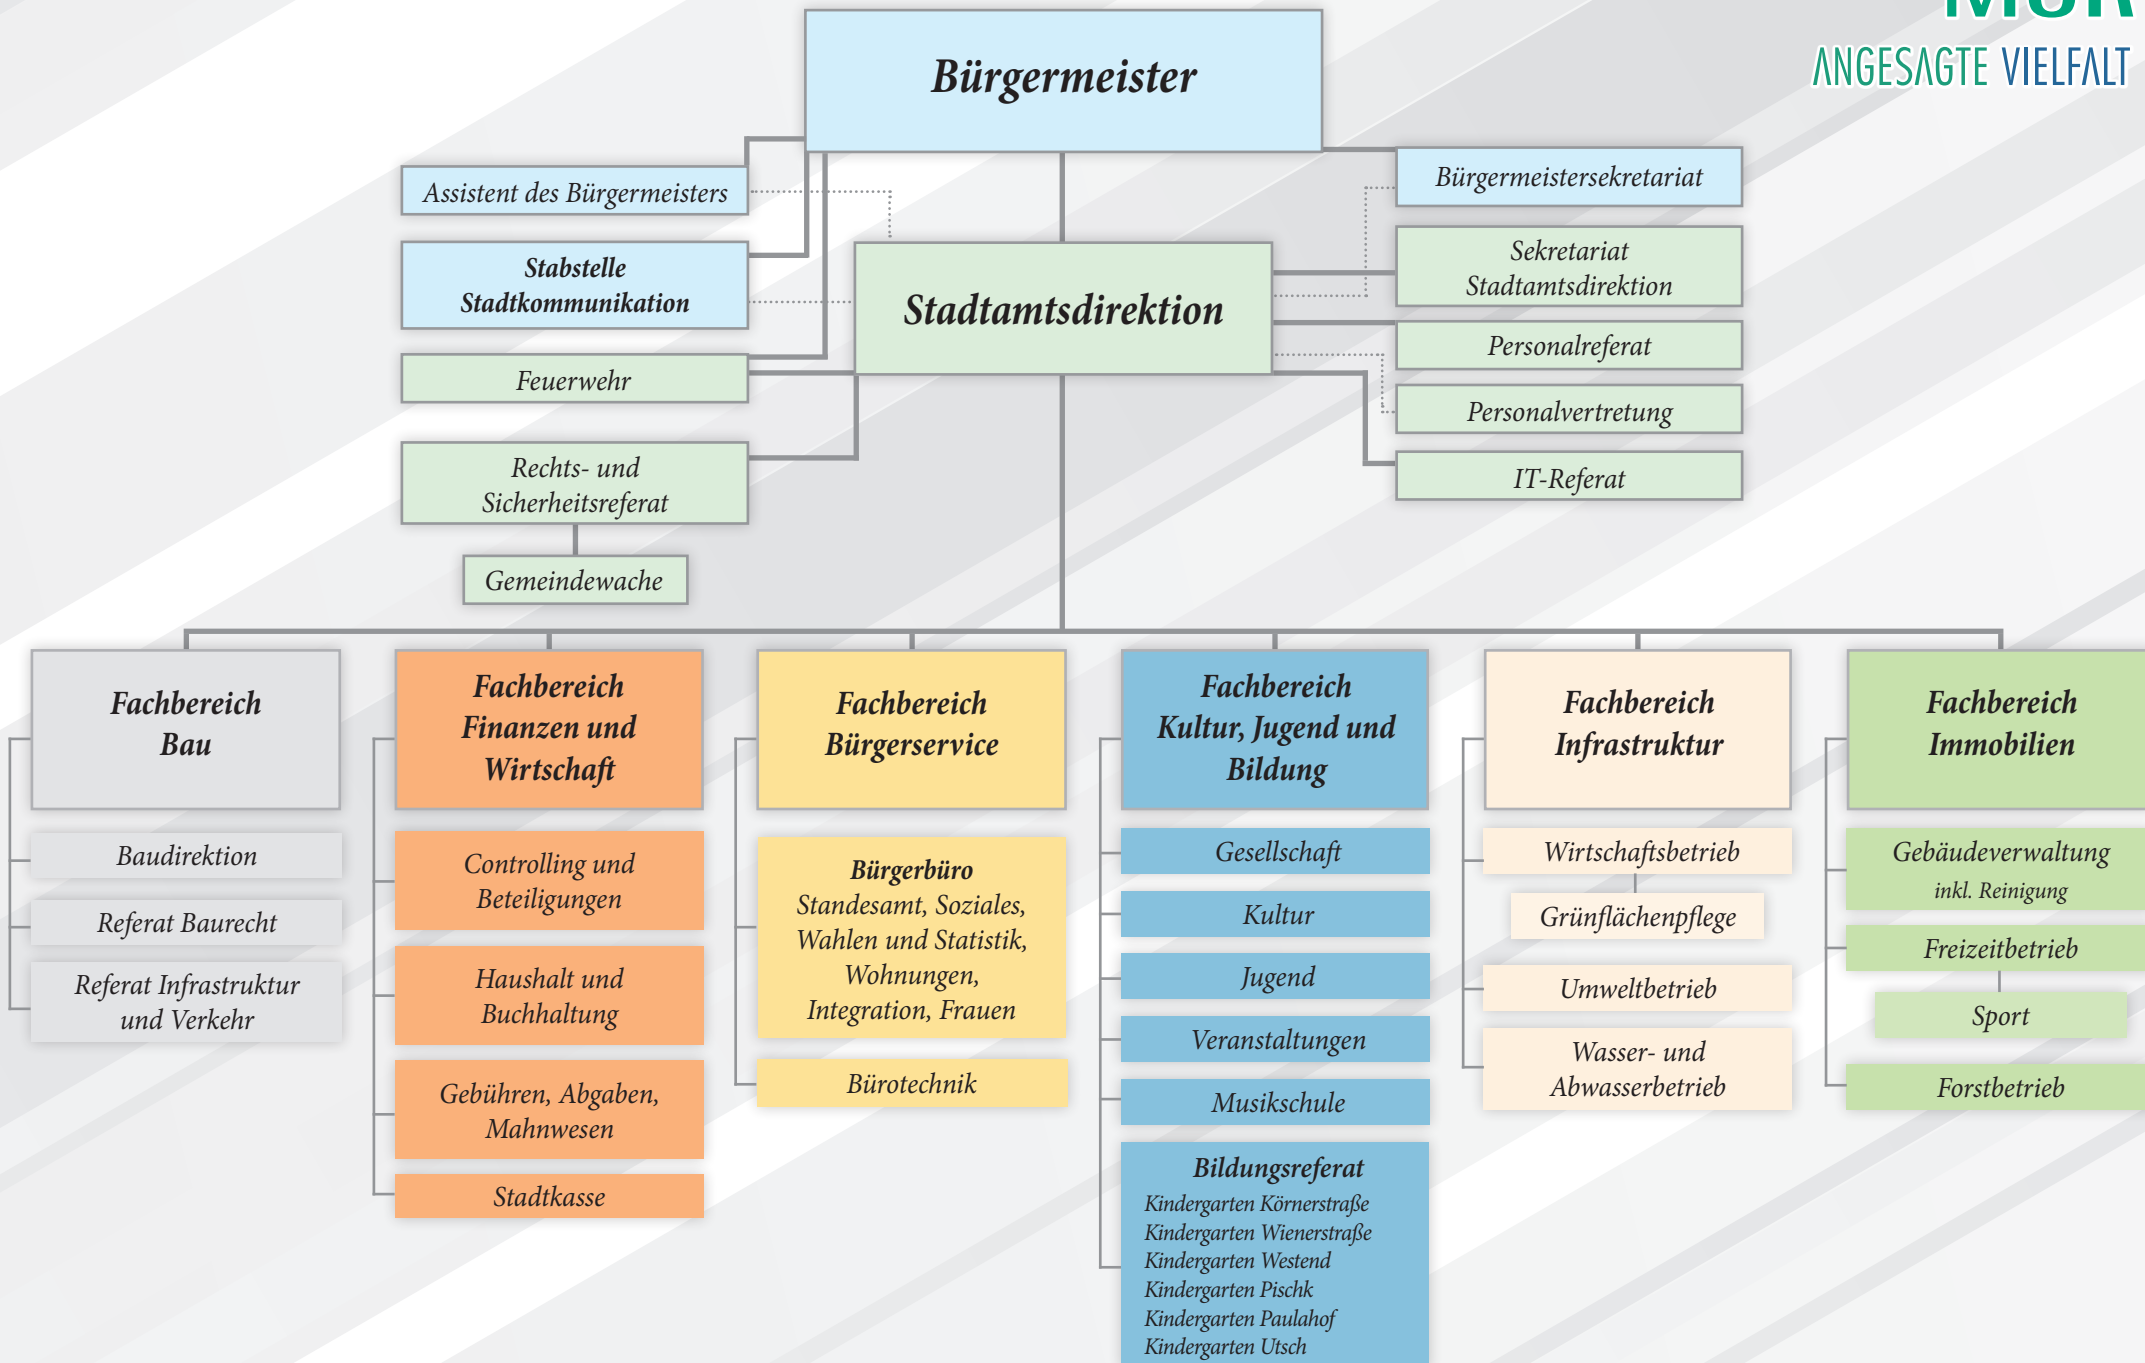 ANGESAGTE VIELFALT
Bürgermeister
Assistent des Bürgermeisters
Bürgermeistersekretariat
Stabstelle
Stadtkommunikation
Stadtamtsdirektion
Sekretariat
Stadtamtsdirektion
Personalreferat
Feuerwehr
Personalvertretung
Rechts- und
Sicherheitsreferat
IT-Referat
Gemeindewache
Fachbereich
Bau
Baudirektion
Referat Baurecht
Referat Infrastruktur
und Verkehr
Fachbereich
Finanzen und
Wirtschaft
Controlling und
Beteiligungen
Haushalt und
Buchhaltung
Gebühren, Abgaben,
Mahnwesen
Stadtkasse
Fachbereich
Bürgerservice
Bürgerbüro
Standesamt, Soziales,
Wahlen und Statistik,
Wohnungen,
Integration, Frauen
Bürotechnik
Fachbereich
Kultur, Jugend und
Bildung
Gesellschaft
Kultur
Jugend
Veranstaltungen
Musikschule
Bildungsreferat
Kindergarten Körnerstraße
Kindergarten Wienerstraße
Kindergarten Westend
Kindergarten Pischk
Kindergarten Paulahof
Kindergarten Utsch
Fachbereich
Infrastruktur
Wirtschaftsbetrieb
Grünflächenpflege
Umweltbetrieb
Wasser- und
Abwasserbetrieb
Fachbereich
Immobilien
Gebäudeverwaltung
inkl. Reinigung
Freizeitbetrieb
Sport
Forstbetrieb